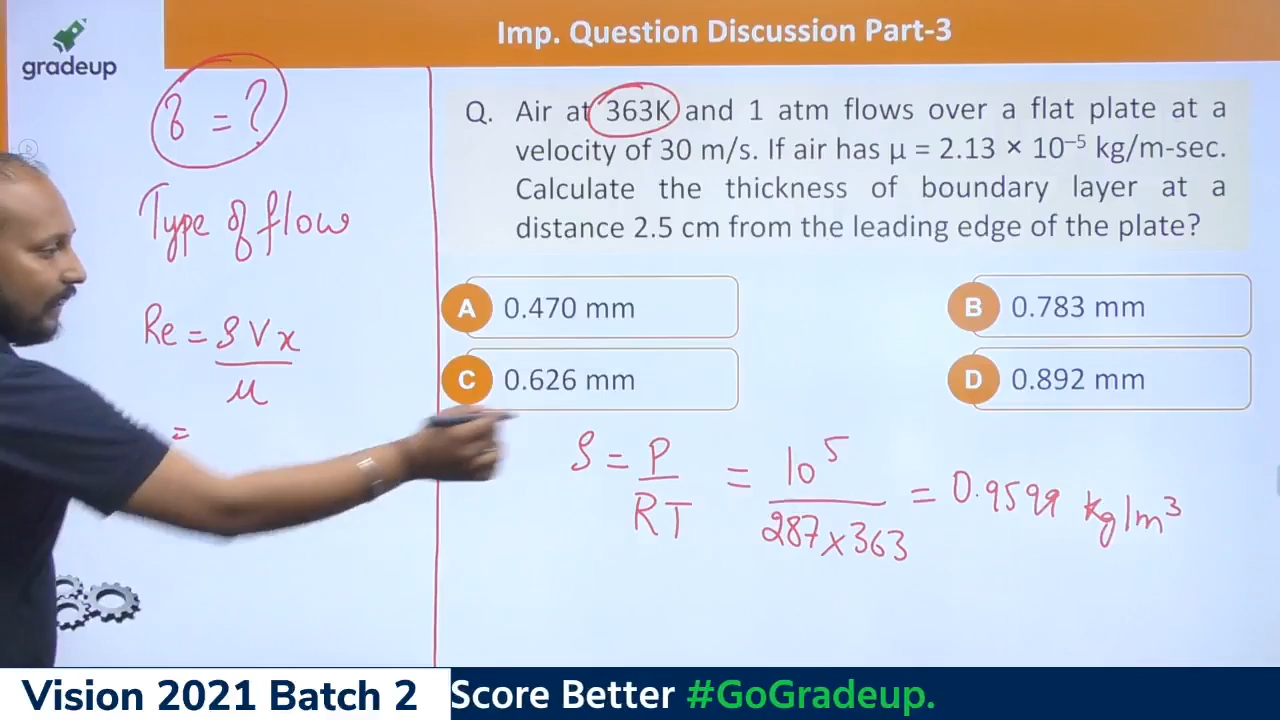 gradeup
Imp. Question Discussion Part-3
δ = ?
Type of flow
Re = ρ V x
μ
=
Q. Air at 363K and 1 atm flows over a flat plate at a
velocity of 30 m/s. If air has μ = 2.13 × 10⁻⁵ kg/m-sec.
Calculate the thickness of boundary layer at a
distance 2.5 cm from the leading edge of the plate?
A 0.470 mm
B 0.783 mm
C 0.626 mm
D 0.892 mm
ρ = P = 10⁵ = 0.9599 kg/m³
RT 287×363
Vision 2021 Batch 2
Score Better #GoGradeup.